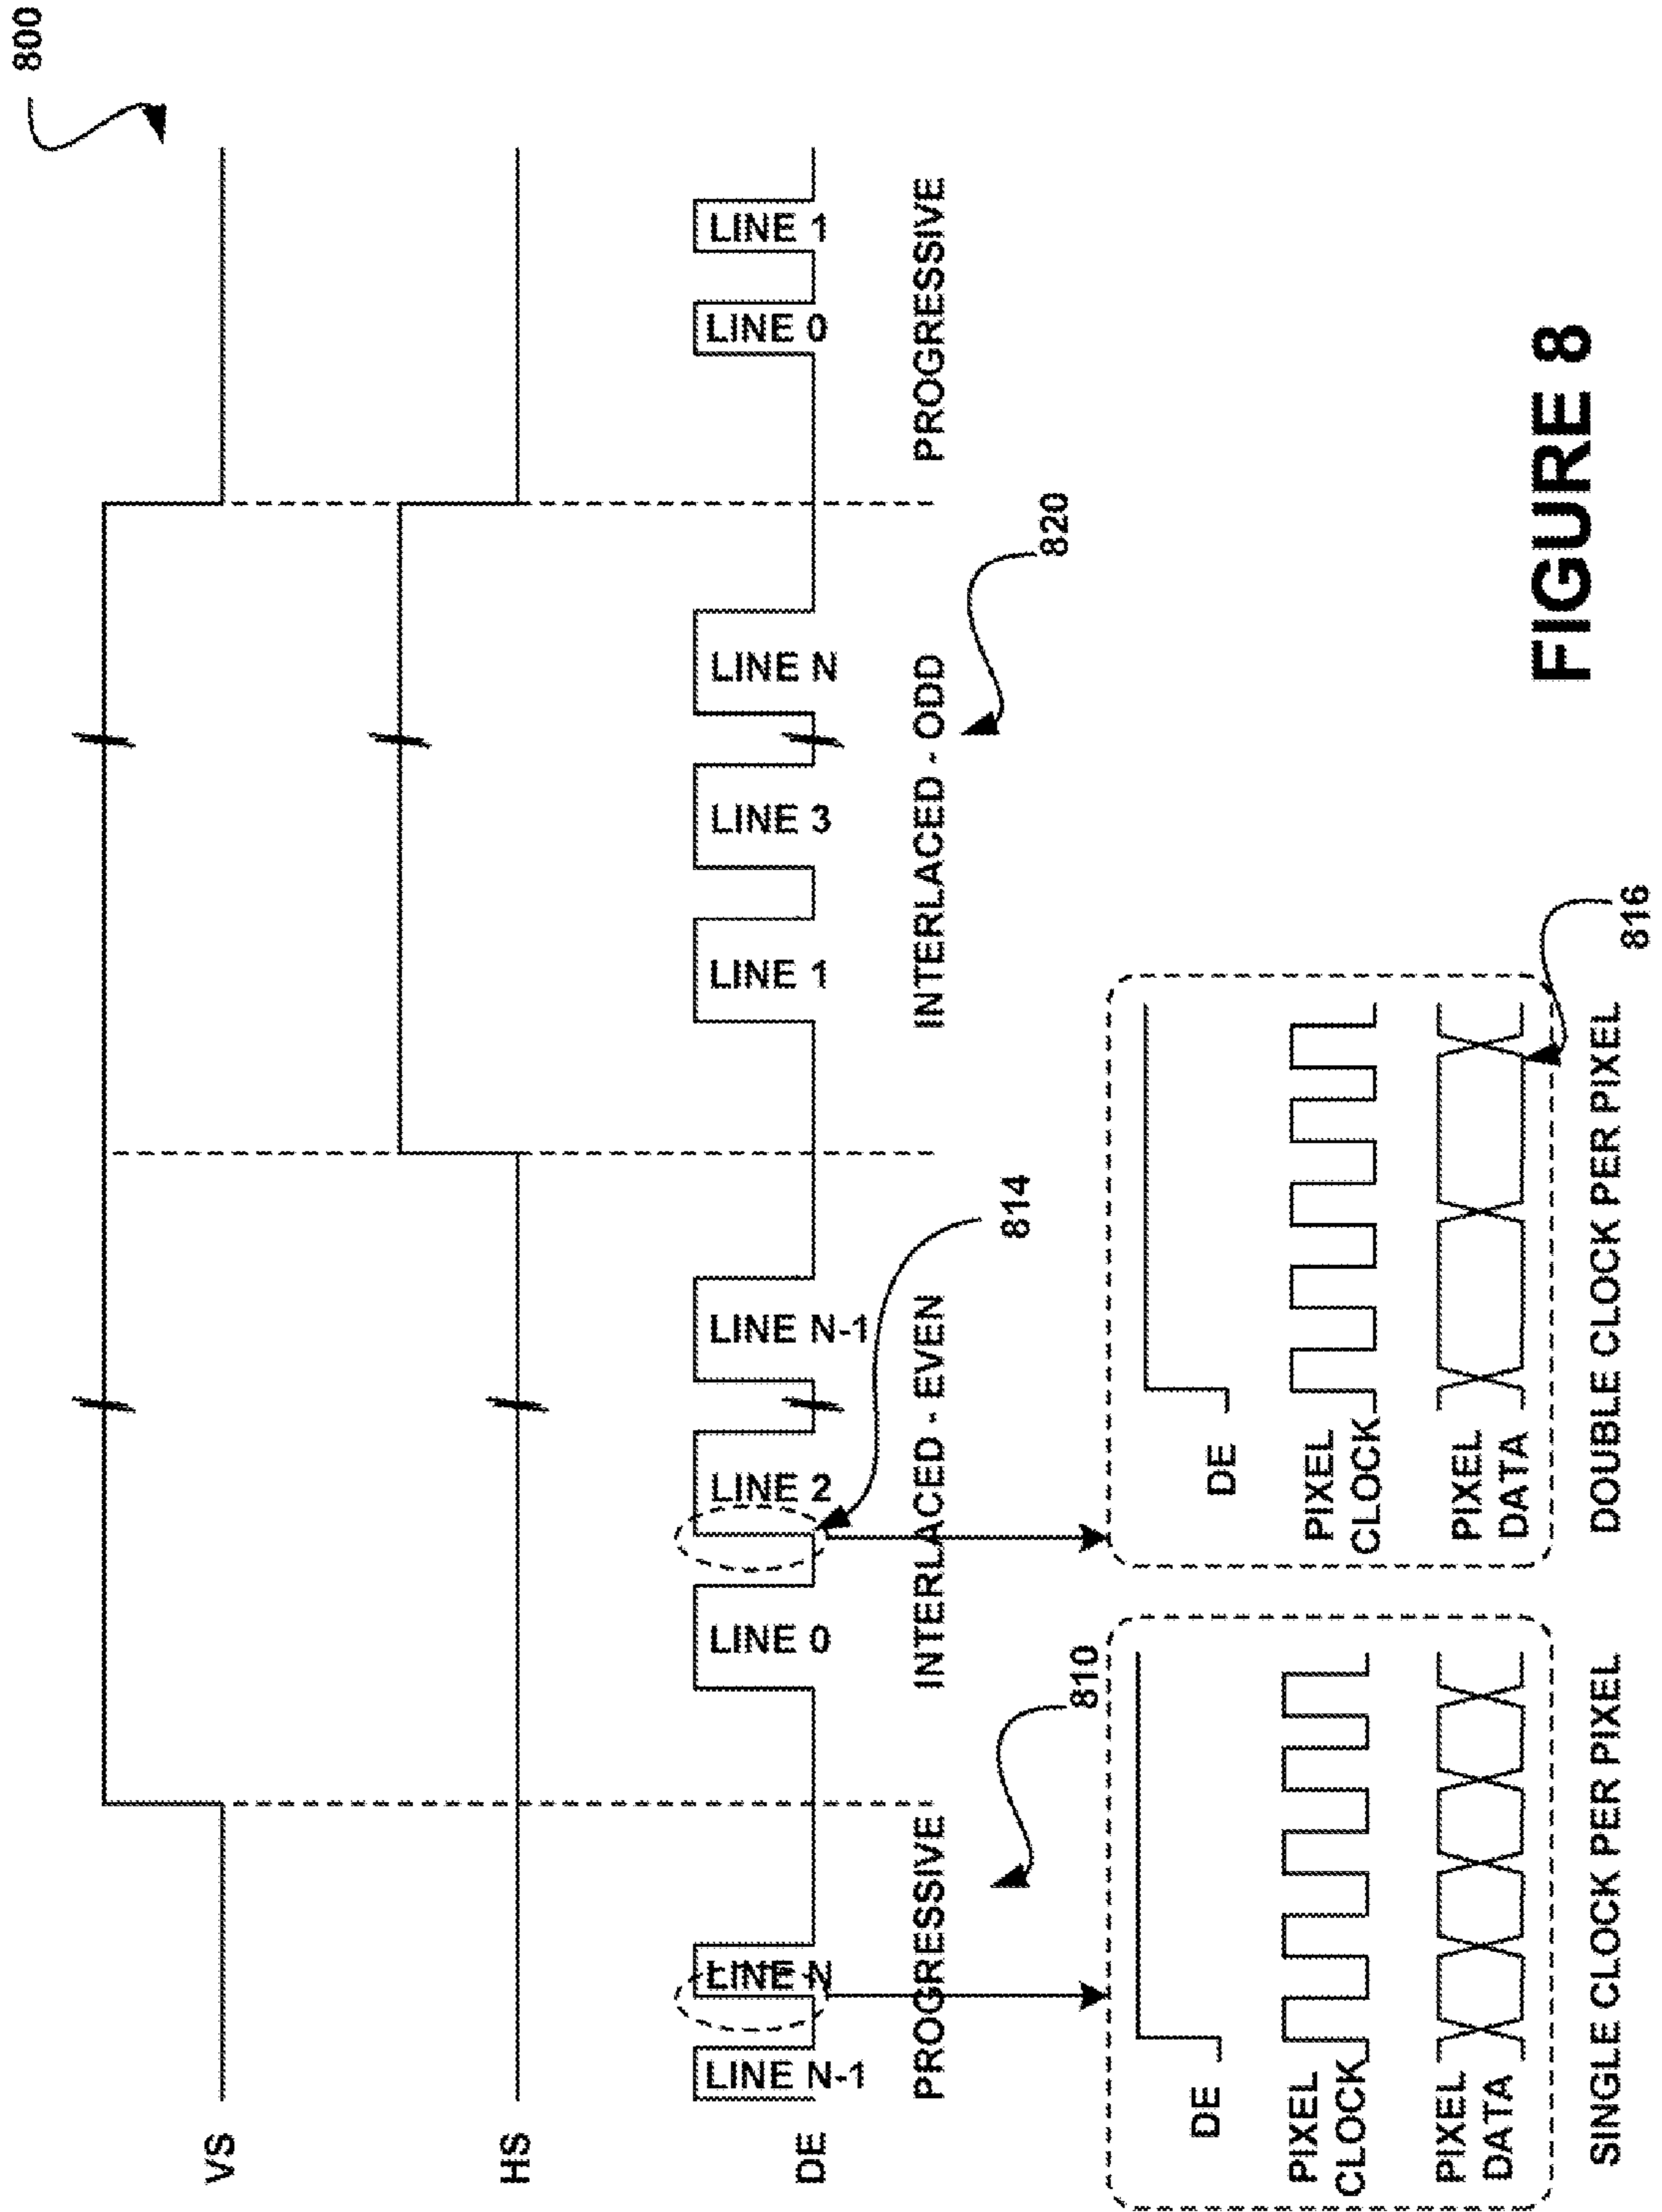 800
VS
HS
DE
LINE N-1
LINE N
LINE 0
LINE 2
LINE N-1
LINE 1
LINE 3
LINE N
LINE 0
LINE 1
PROGRESSIVE
INTERLACED - EVEN
INTERLACED - ODD
PROGRESSIVE
810
814
820
DE
PIXEL
CLOCK
PIXEL
DATA
SINGLE CLOCK PER PIXEL
DE
PIXEL
CLOCK
PIXEL
DATA
DOUBLE CLOCK PER PIXEL
816
FIGURE 8